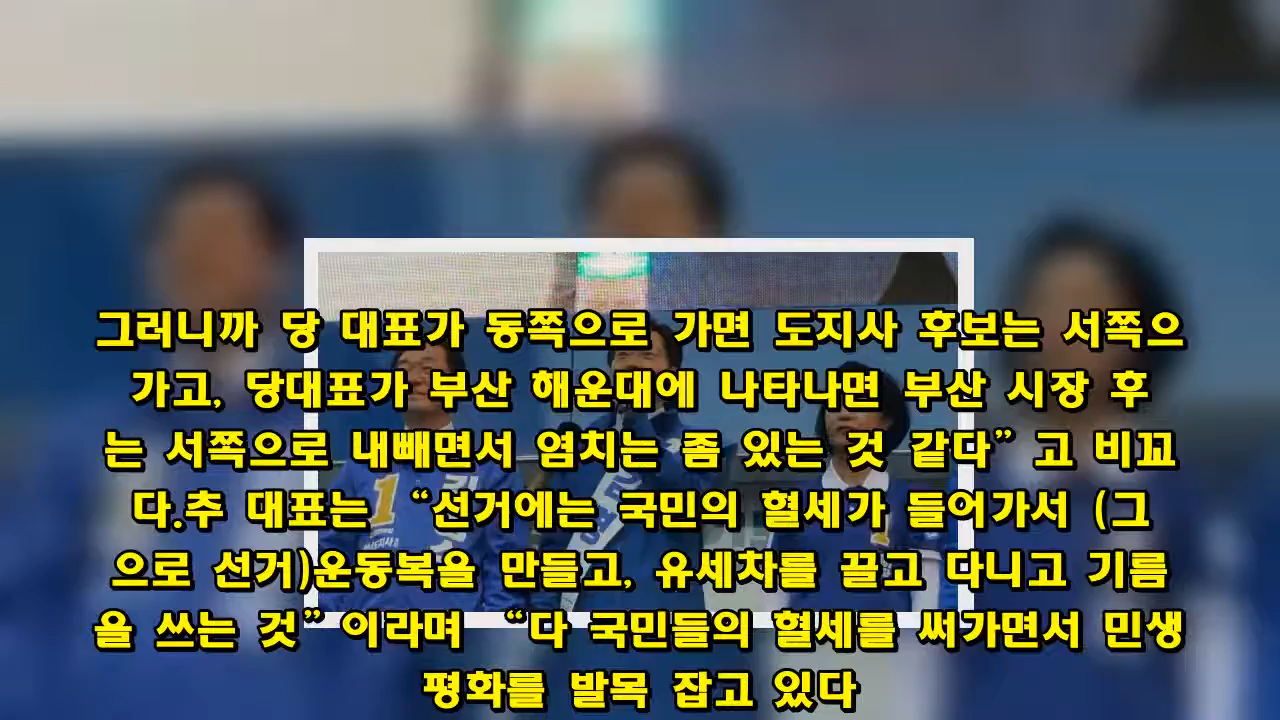 그러니까 당 대표가 동쪽으로 가면 도지사 후보는 서쪽으
가고, 당대표가 부산 해운대에 나타나면 부산 시장 후
는 서쪽으로 내빼면서 염치는 좀 있는 것 같다” 고 비꼬
다.추 대표는 “선거에는 국민의 혈세가 들어가서 (그
으로 선거)운동복을 만들고, 유세차를 끌고 다니고 기름
을 쓰는 것” 이라며 “다 국민들의 혈세를 써가면서 민생
평화를 발목 잡고 있다
1
5
1